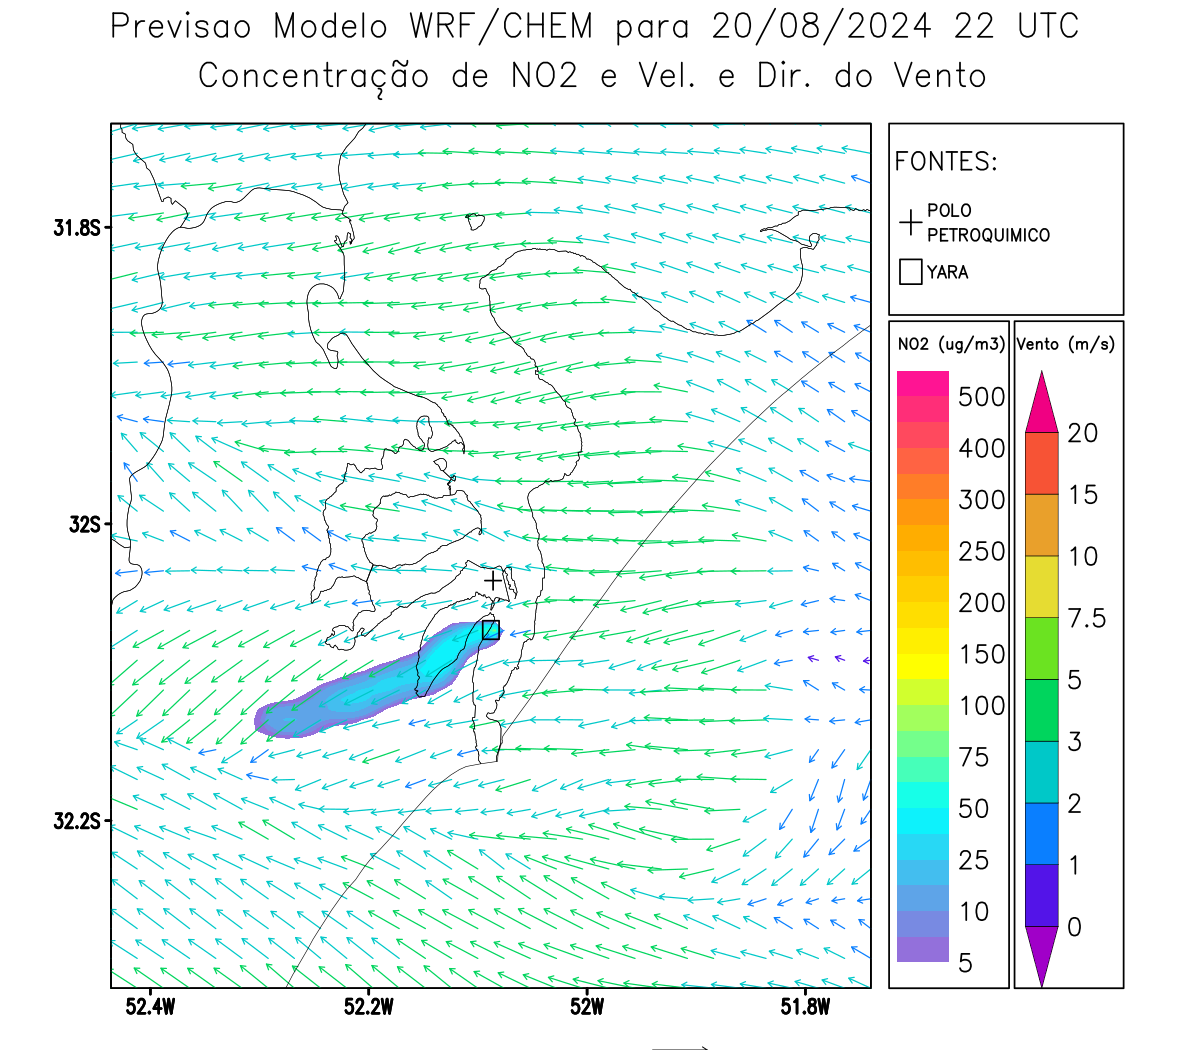 Previsao Modelo WRF/CHEM para 20/08/2024 22 UTC
Concentração de NO2 e Vel. e Dir. do Vento
FONTES:
POLO
PETROQUIMICO
YARA
NO2 (ug/m3)
500
400
300
250
200
150
100
75
50
25
10
5
Vento (m/s)
20
15
10
7.5
5
3
2
1
0
31.8S
32S
32.2S
52.4W
52.2W
52W
51.8W